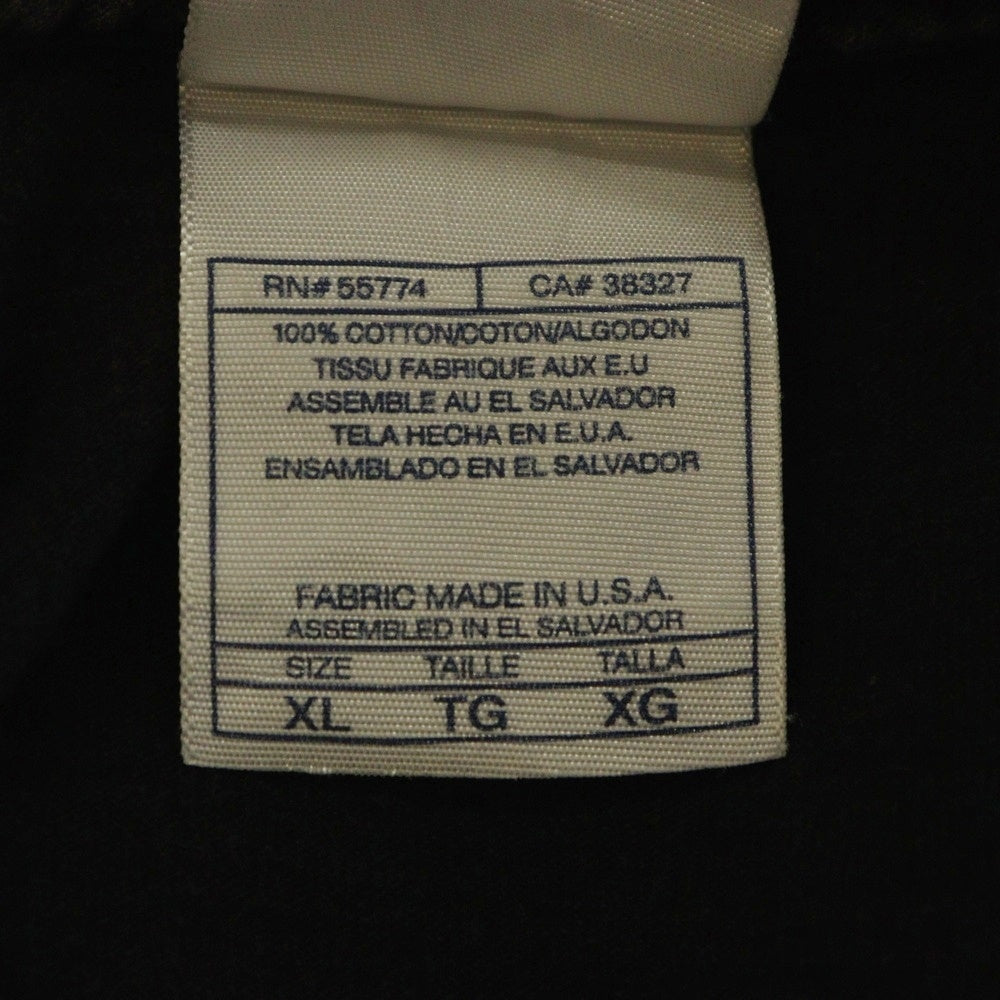 RN# 55774 CA# 38327
100% COTTON/COTON/ALGODON
TISSU FABRIQUE AUX E.U
ASSEMBLE AU EL SALVADOR
TELA HECHA EN E.U.A.
ENSAMBLADO EN EL SALVADOR
FABRIC MADE IN U.S.A.
ASSEMBLED IN EL SALVADOR
SIZE TAILLE TALLA
XL TG XG